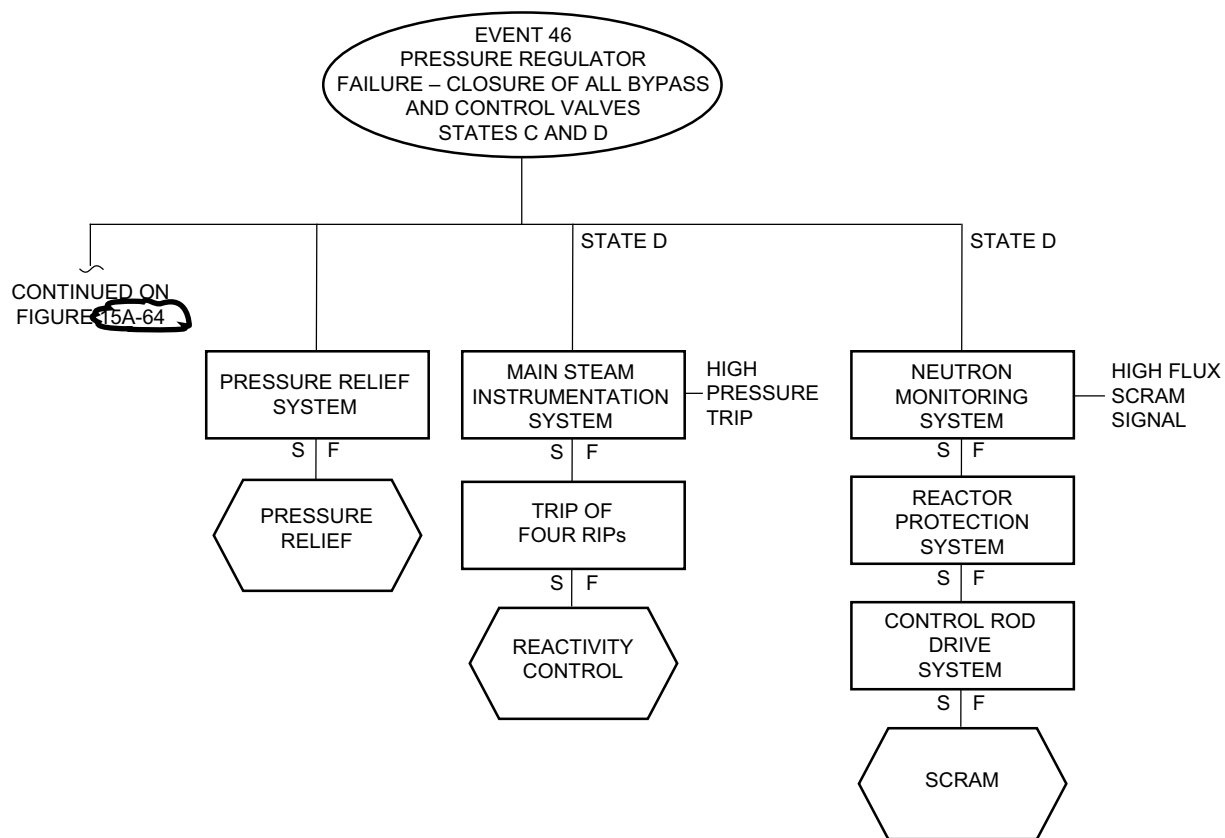 EVENT 46
PRESSURE REGULATOR
FAILURE – CLOSURE OF ALL BYPASS
AND CONTROL VALVES
STATES C AND D
STATE D
STATE D
CONTINUED ON
FIGURE 15A-64
PRESSURE RELIEF
SYSTEM
S F
PRESSURE
RELIEF
MAIN STEAM
INSTRUMENTATION
SYSTEM
HIGH
PRESSURE
TRIP
S F
TRIP OF
FOUR RIPs
S F
REACTIVITY
CONTROL
NEUTRON
MONITORING
SYSTEM
HIGH FLUX
SCRAM
SIGNAL
S F
REACTOR
PROTECTION
SYSTEM
S F
CONTROL ROD
DRIVE
SYSTEM
S F
SCRAM